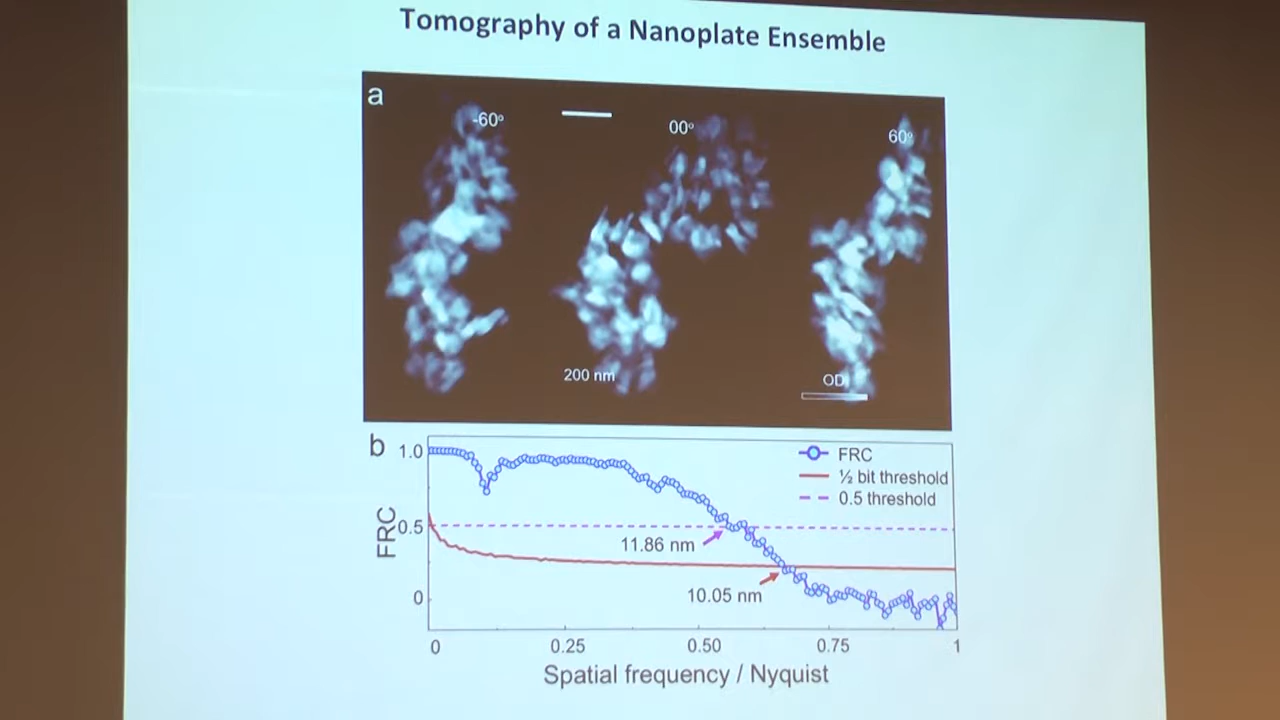 Tomography of a Nanoplate Ensemble
a
-60°
00°
60°
200 nm
OD
b
FRC
1.0
0.5
0
FRC
½ bit threshold
0.5 threshold
11.86 nm
10.05 nm
0
0.25
0.50
0.75
1
Spatial frequency / Nyquist